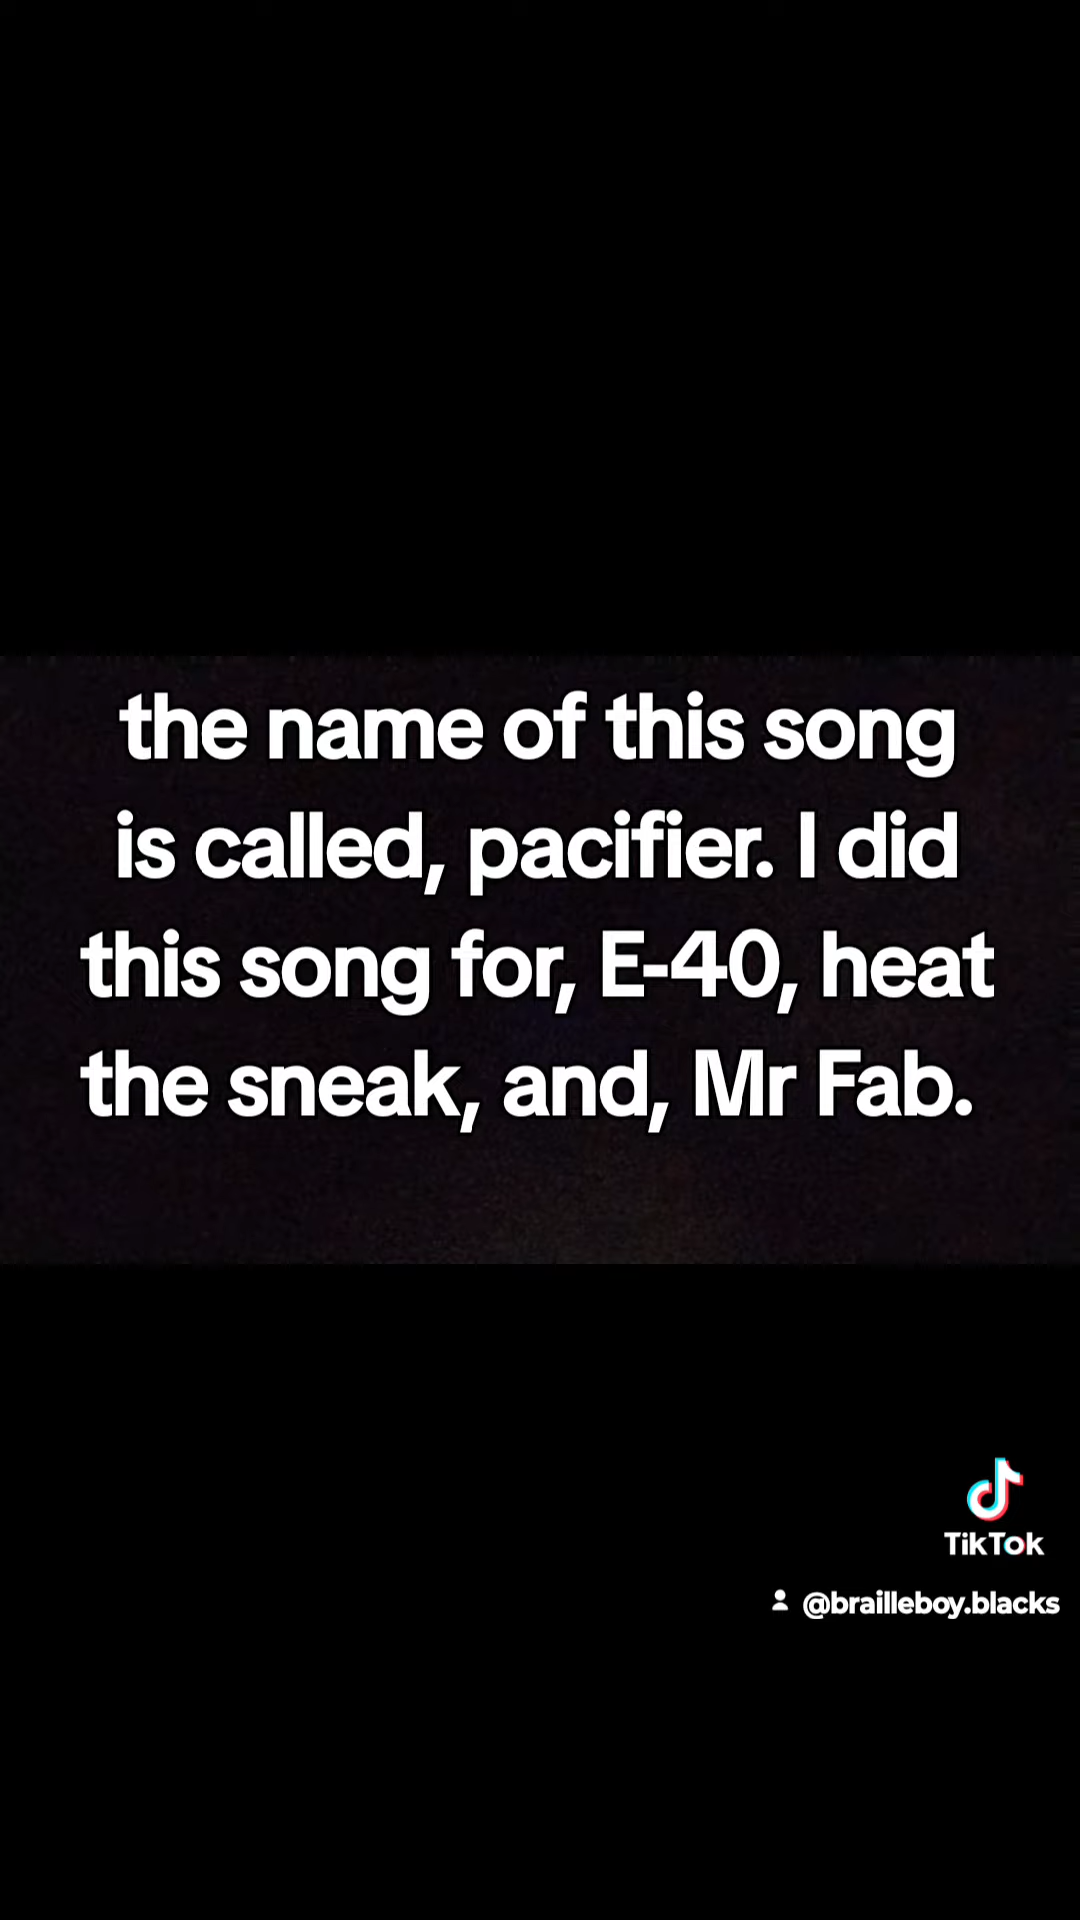 the name of this song
is called, pacifier. I did
this song for, E-40, heat
the sneak, and, Mr Fab.
TikTok
@brailleboy.blacks